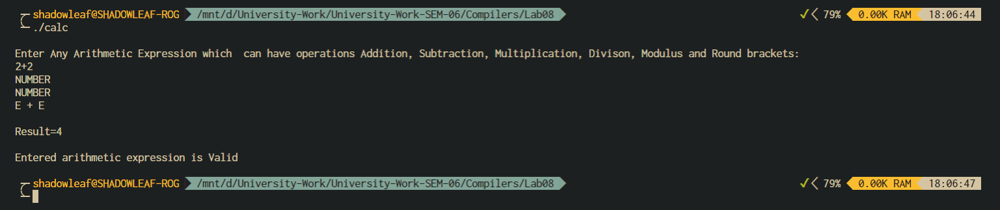 shadowleaf@SHADOWLEAF-ROG /mnt/d/University-Work/University-Work-SEM-06/Compilers/Lab08 ✓ 79% 0.00K RAM 18:06:44
./calc
Enter Any Arithmetic Expression which  can have operations Addition, Subtraction, Multiplication, Divison, Modulus and Round brackets:
2+2
NUMBER
NUMBER
E + E
Result=4
Entered arithmetic expression is Valid
shadowleaf@SHADOWLEAF-ROG /mnt/d/University-Work/University-Work-SEM-06/Compilers/Lab08 ✓ 79% 0.00K RAM 18:06:47